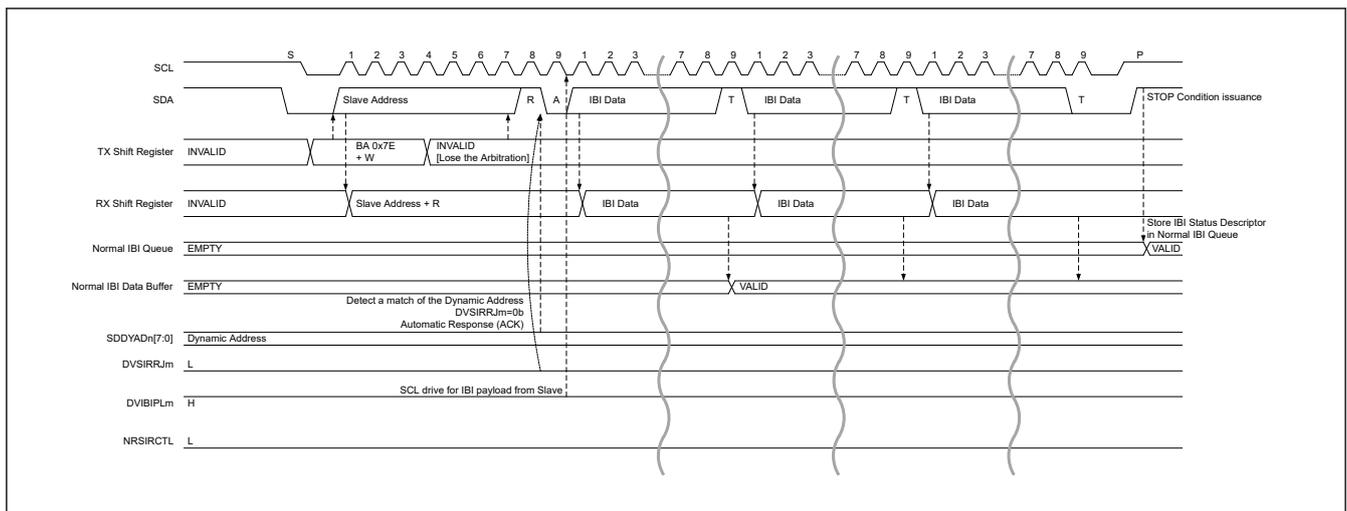 S 1 2 3 4 5 6 7 8 9 1 2 3 7 8 9 1 2 3 7 8 9 1 2 3 7 8 9 P
SCL
SDA Slave Address R A IBI Data T IBI Data T IBI Data T STOP Condition issuance
TX Shift Register INVALID BA 0x7E INVALID
+ W [Lose the Arbitration]
RX Shift Register INVALID Slave Address + R IBI Data IBI Data IBI Data
Store IBI Status Descriptor
in Normal IBI Queue
Normal IBI Queue EMPTY VALID
Normal IBI Data Buffer EMPTY VALID
Detect a match of the Dynamic Address
DVSIRRJm=0b
Automatic Response (ACK)
SDDYADn[7:0] Dynamic Address
DVSIRRJm L
SCL drive for IBI payload from Slave
DVIBIPLm H
NRSIRCTL L